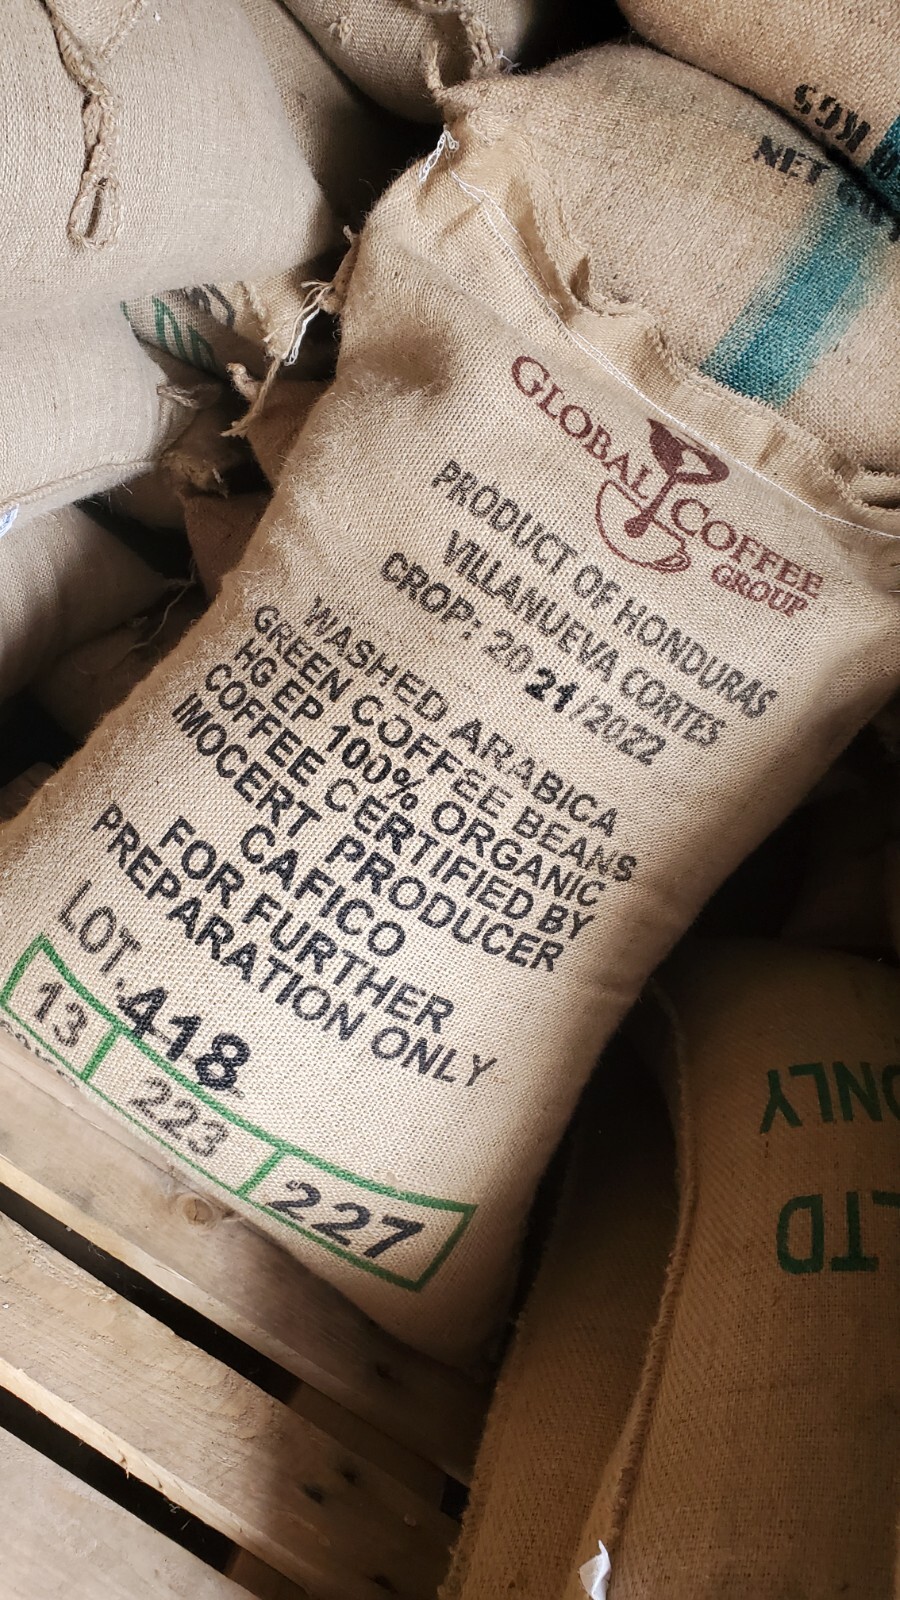 KGS
NET
GLOBAL COFFEE
GROUP
PRODUCT OF HONDURAS
VILLANUEVA CORTES
CROP: 2021/2022
WASHED ARABICA
GREEN COFFEE BEANS
HG EP 100% ORGANIC
COFFEE CERTIFIED BY
IMOCERT PRODUCER
CAFICO
FOR FURTHER
PREPARATION ONLY
LOT 418
13 223 227
ONLY
LTD